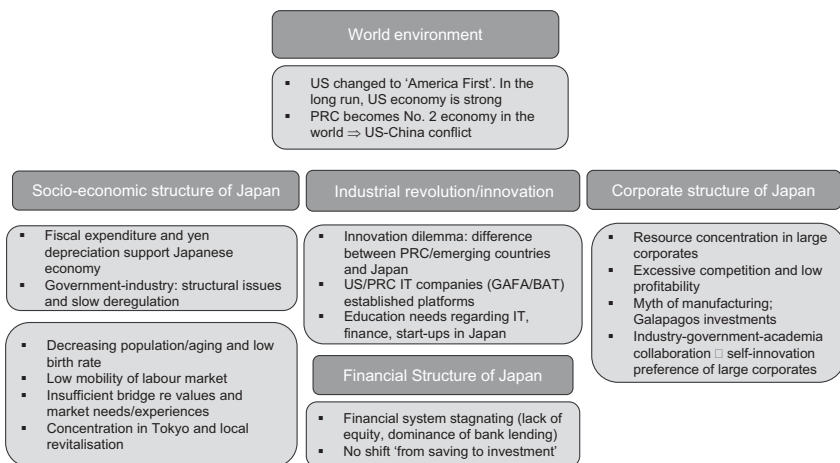 World environment
▪ US changed to ‘America First’. In the
long run, US economy is strong
▪ PRC becomes No. 2 economy in the
world ⇒ US-China conflict
Socio-economic structure of Japan
▪ Fiscal expenditure and yen
depreciation support Japanese
economy
▪ Government-industry: structural issues
and slow deregulation
▪ Decreasing population/aging and low
birth rate
▪ Low mobility of labour market
▪ Insufficient bridge re values and
market needs/experiences
▪ Concentration in Tokyo and local
revitalisation
Industrial revolution/innovation
▪ Innovation dilemma: difference
between PRC/emerging countries
and Japan
▪ US/PRC IT companies (GAFA/BAT)
established platforms
▪ Education needs regarding IT,
finance, start-ups in Japan
Financial Structure of Japan
▪ Financial system stagnating (lack of
equity, dominance of bank lending)
▪ No shift ‘from saving to investment’
Corporate structure of Japan
▪ Resource concentration in large
corporates
▪ Excessive competition and low
profitability
▪ Myth of manufacturing;
Galapagos investments
▪ Industry-government-academia
collaboration □ self-innovation
preference of large corporates